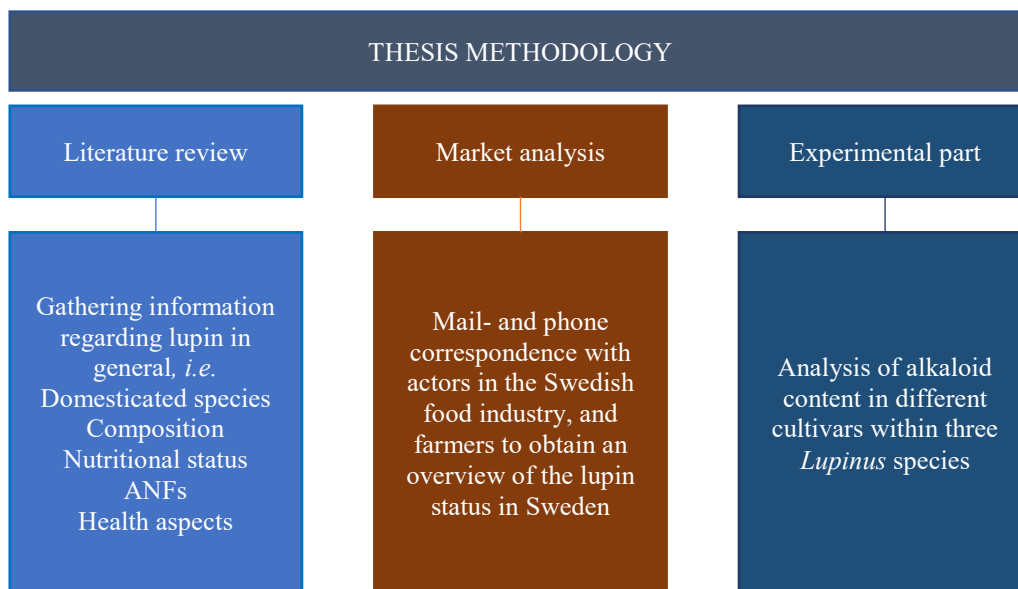 THESIS METHODOLOGY
Literature review
Market analysis
Experimental part
Gathering information
regarding lupin in
general, i.e.
Domesticated species
Composition
Nutritional status
ANFs
Health aspects
Mail- and phone
correspondence with
actors in the Swedish
food industry, and
farmers to obtain an
overview of the lupin
status in Sweden
Analysis of alkaloid
content in different
cultivars within three
Lupinus species